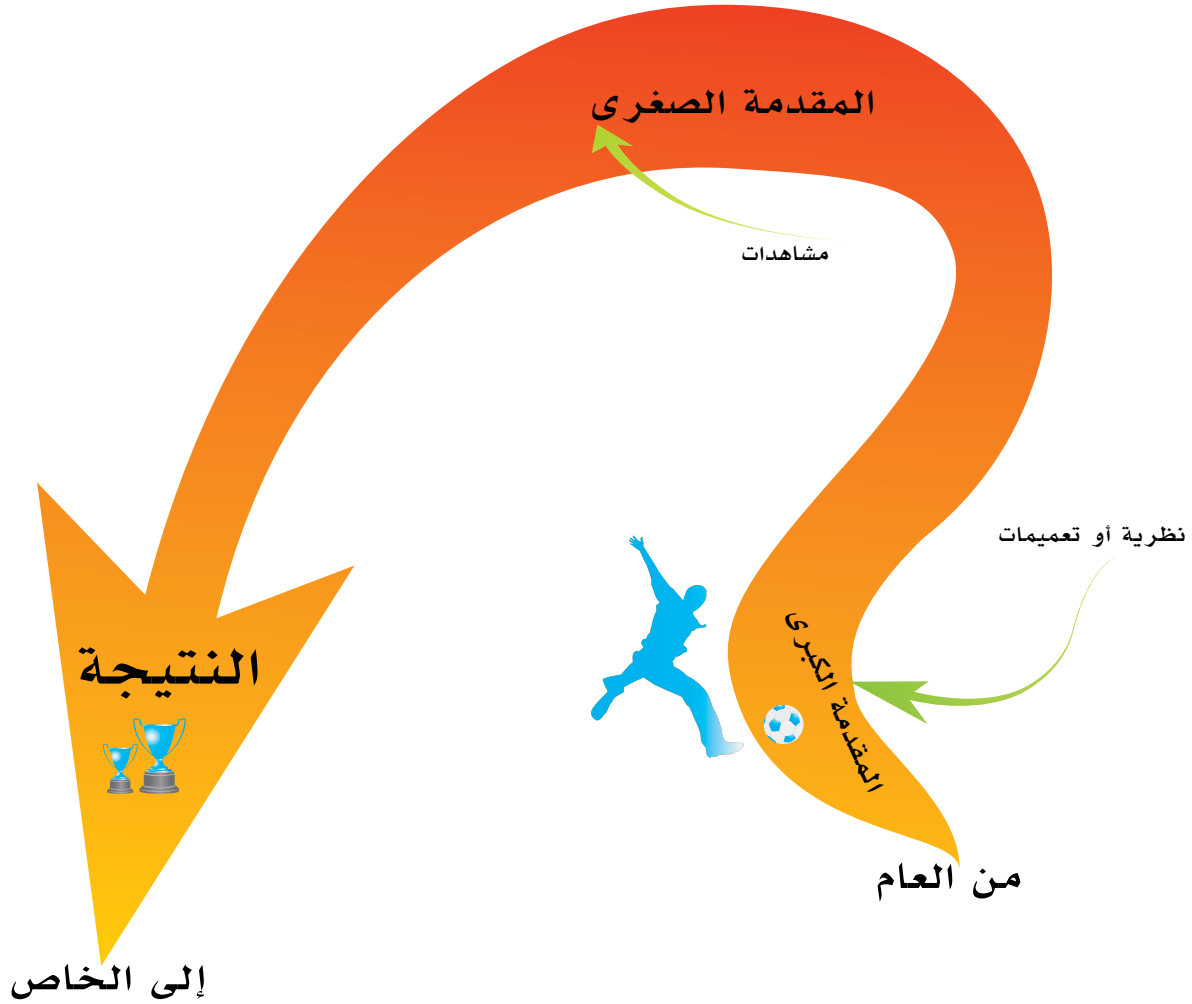 المقدمة الصغرى
مشاهدات
نظرية أو تعميمات
المقدمة الكبرى
النتيجة
من العام
إلى الخاص